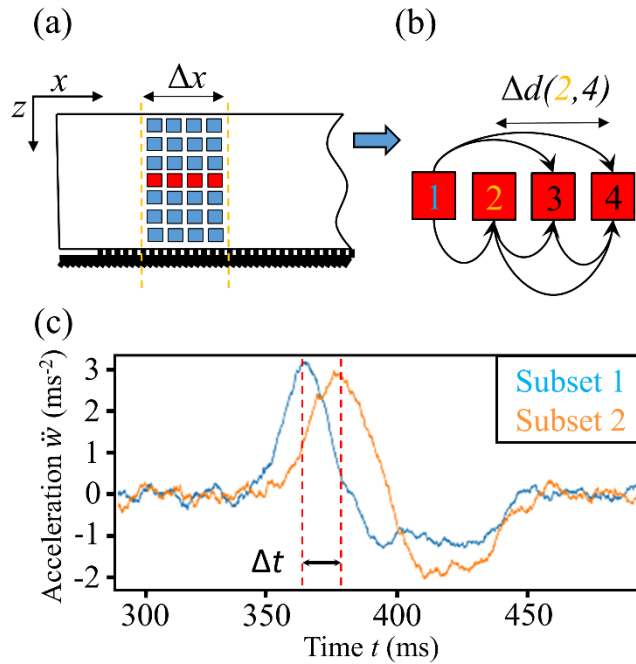 (a)
x
Δx
z
(b)
Δd(2,4)
1 2 3 4
(c)
Acceleration ẅ (ms⁻²)
3
2
1
0
-1
-2
Subset 1
Subset 2
Δt
300 350 400 450
Time t (ms)